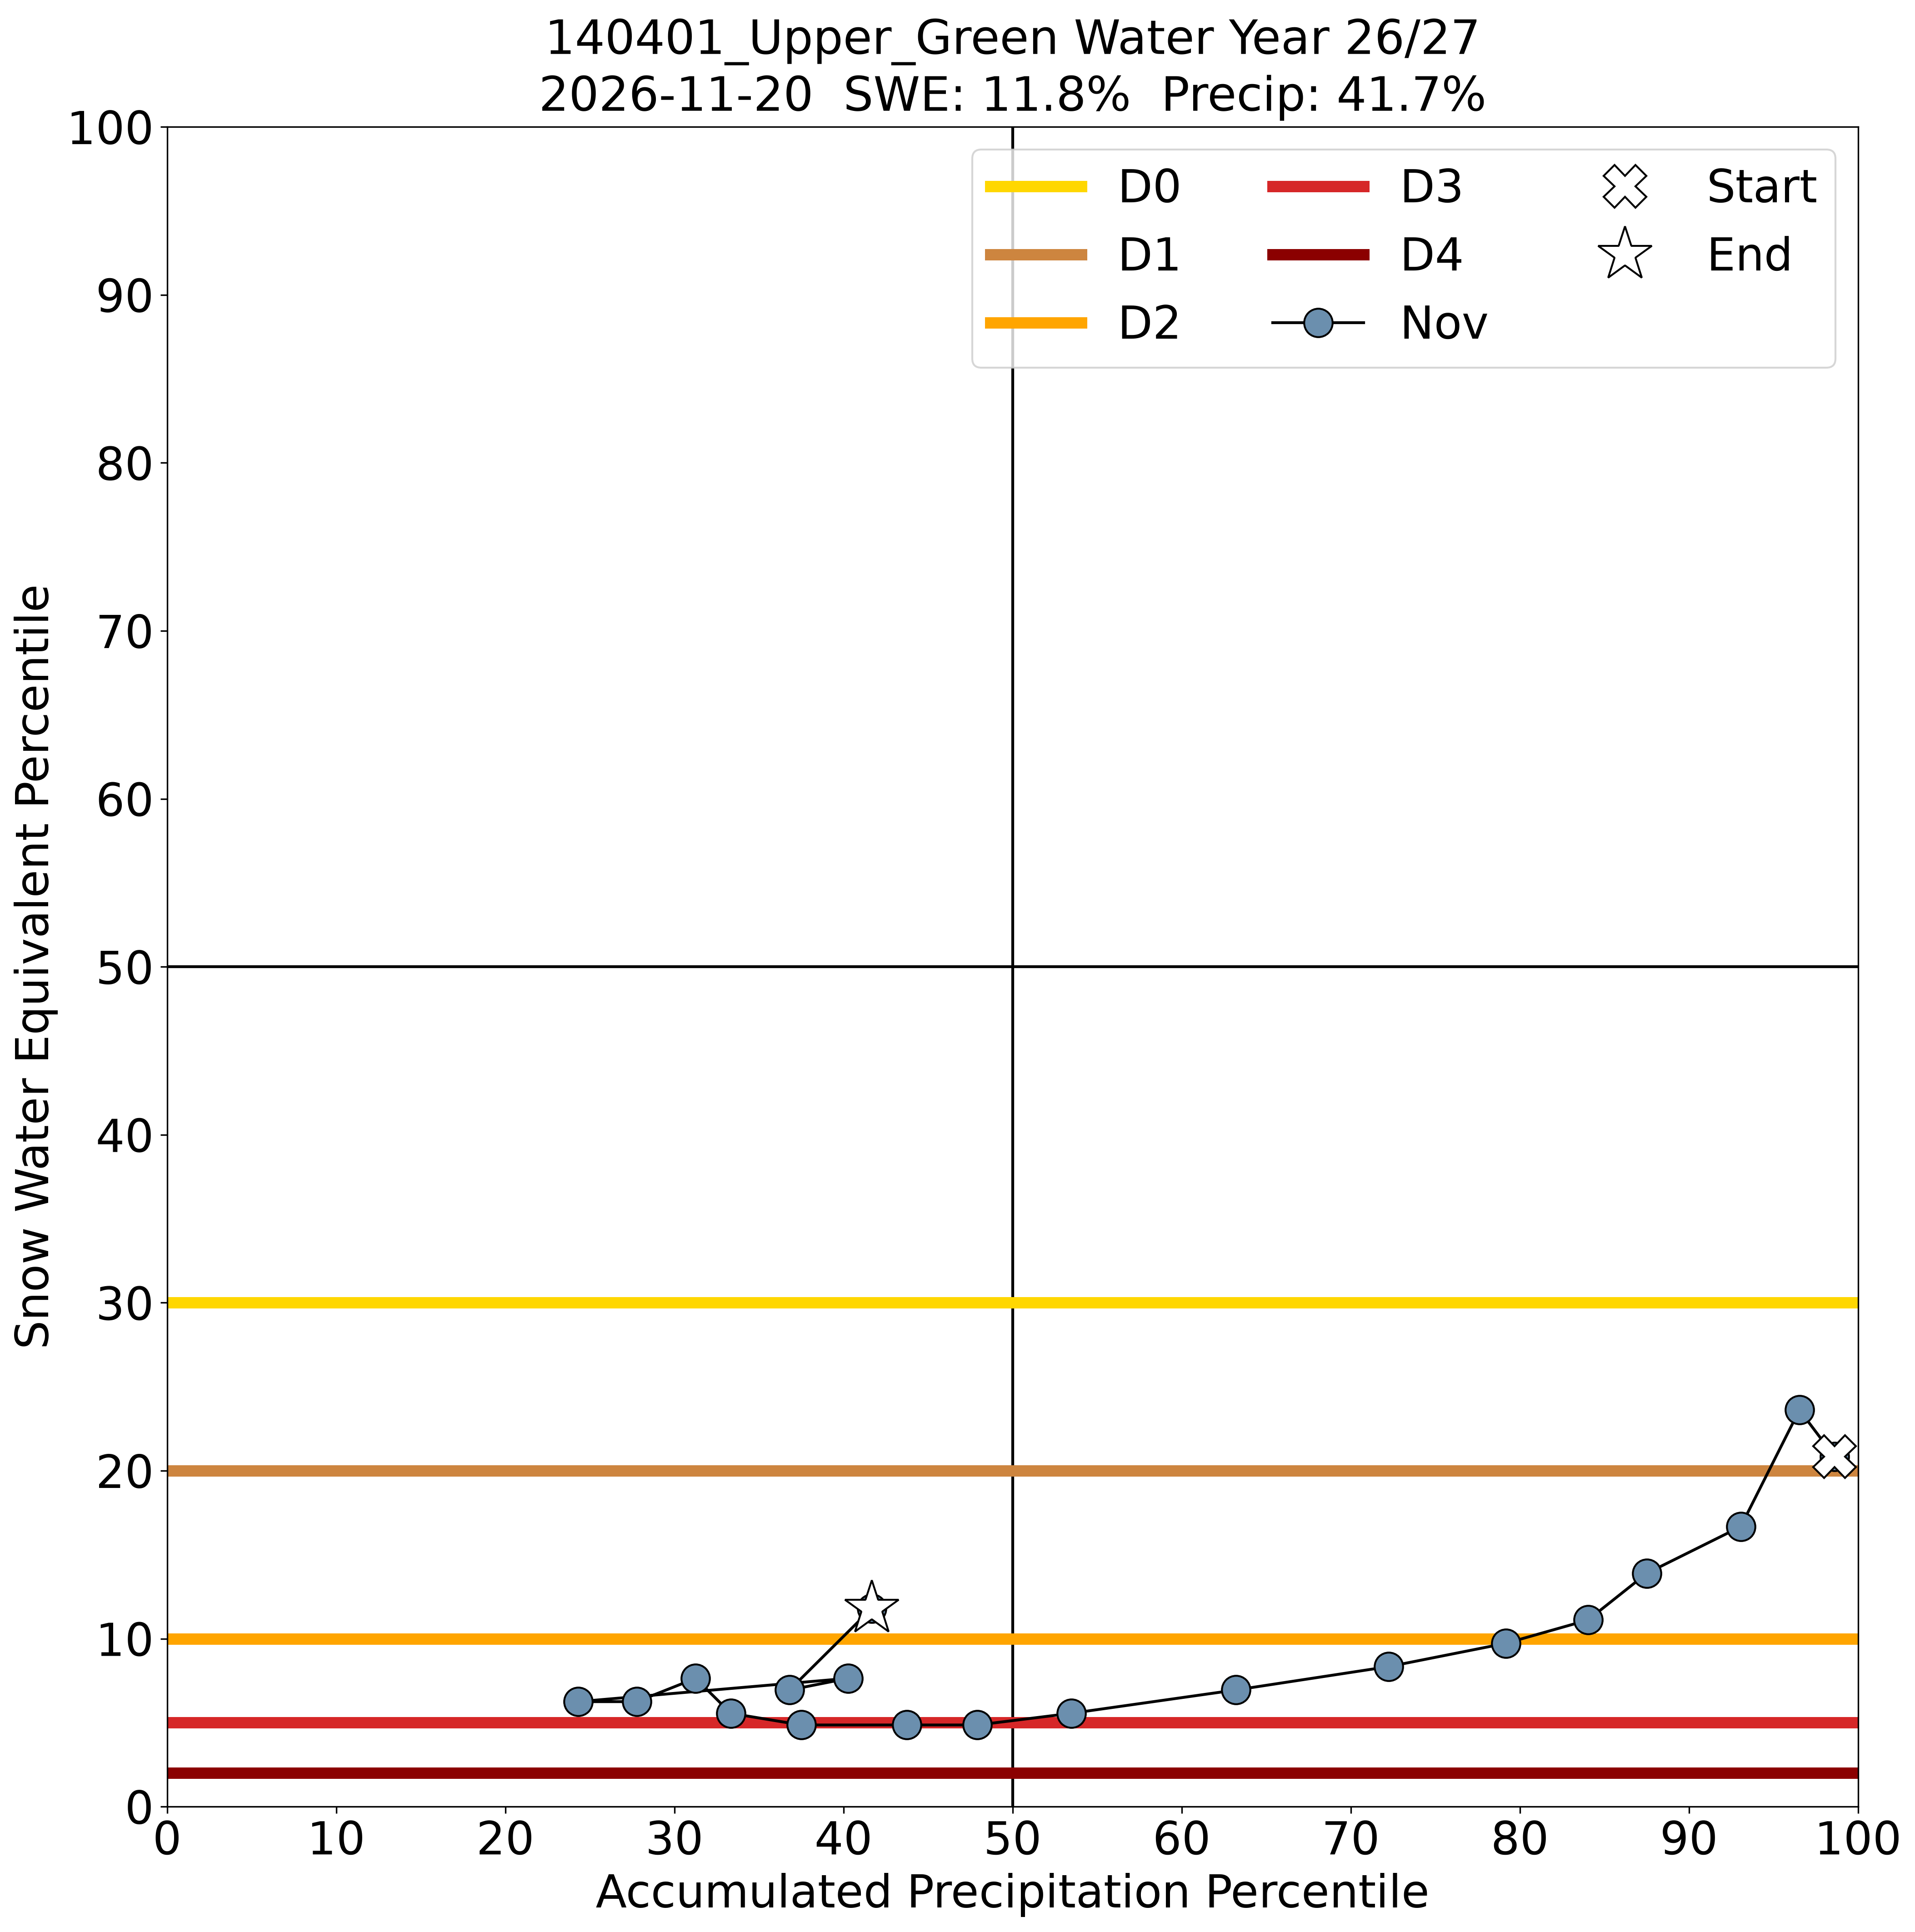 140401_Upper_Green Water Year 26/27
2026-11-20  SWE: 11.8%  Precip: 41.7%
D0
D1
D2
D3
D4
Nov
Start
End
Snow Water Equivalent Percentile
100
90
80
70
60
50
40
30
20
10
0
0 10 20 30 40 50 60 70 80 90 100
Accumulated Precipitation Percentile